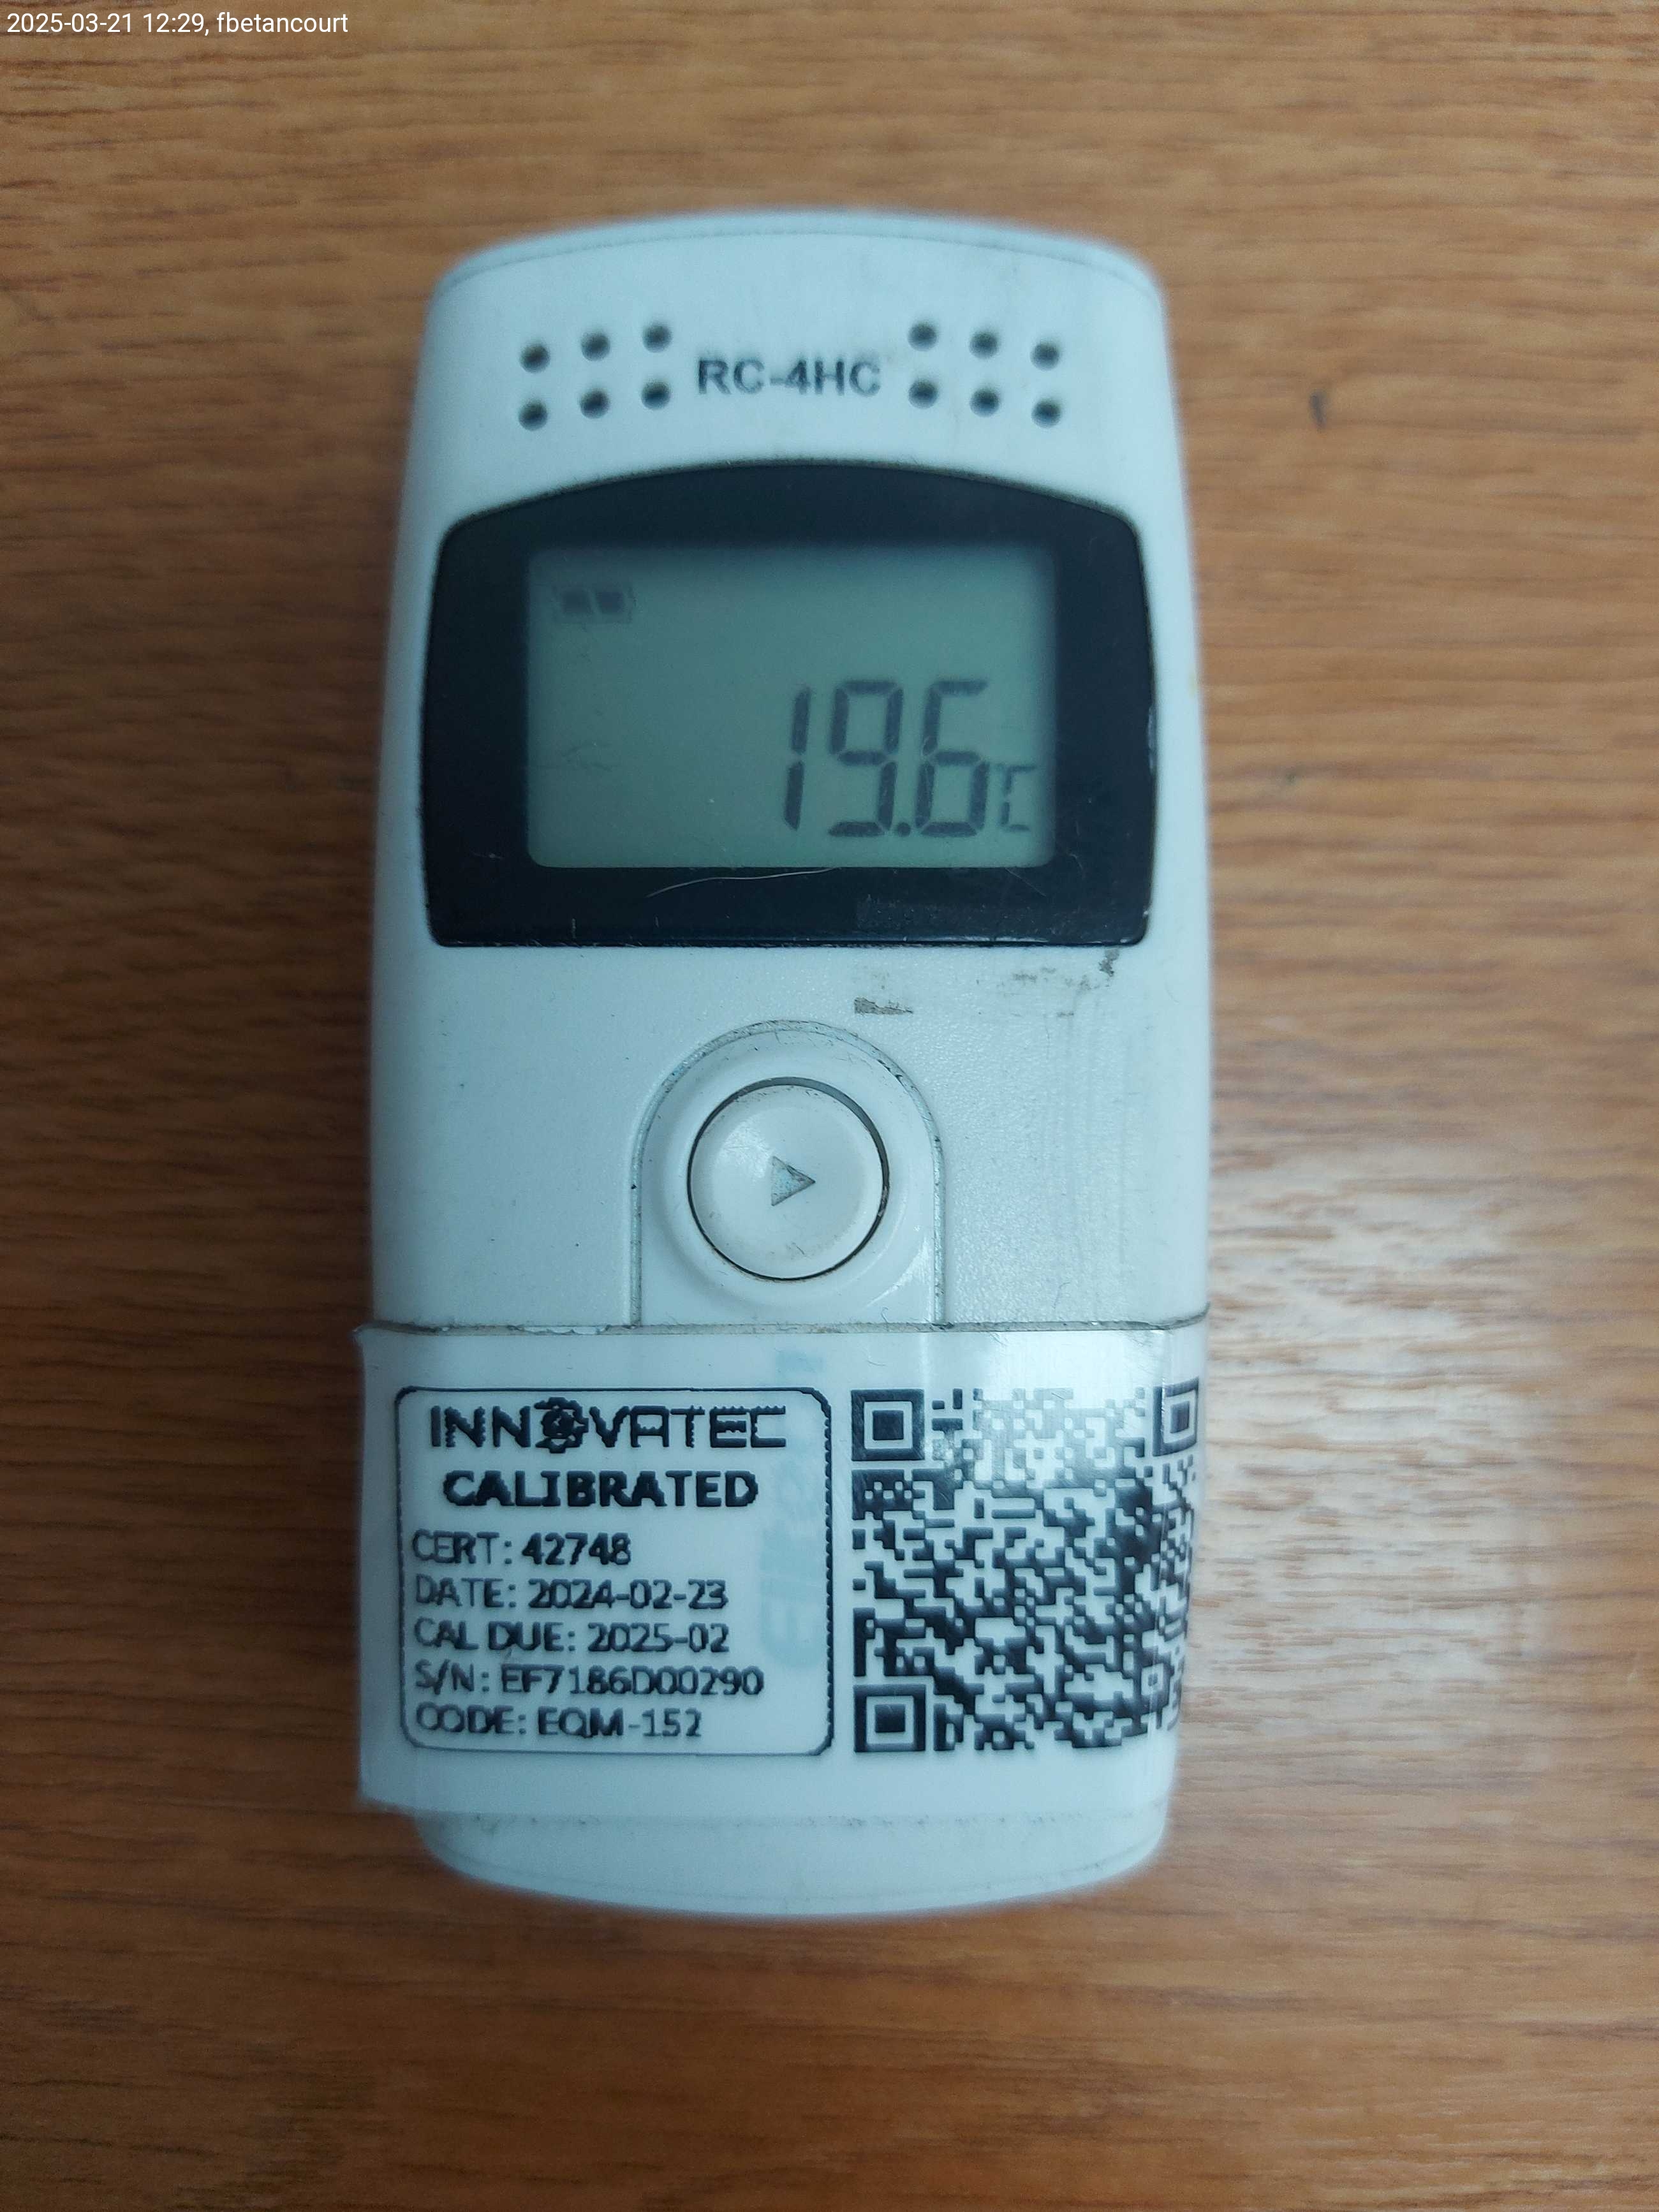 2025-03-21 12:29, fbetancourt
RC-4HC
19.6°C
INNOVATEC
CALIBRATED
CERT: 42748
DATE: 2024-02-23
CAL DUE: 2025-02
S/N: EF7186D00290
CODE: EQM-152
Elitech